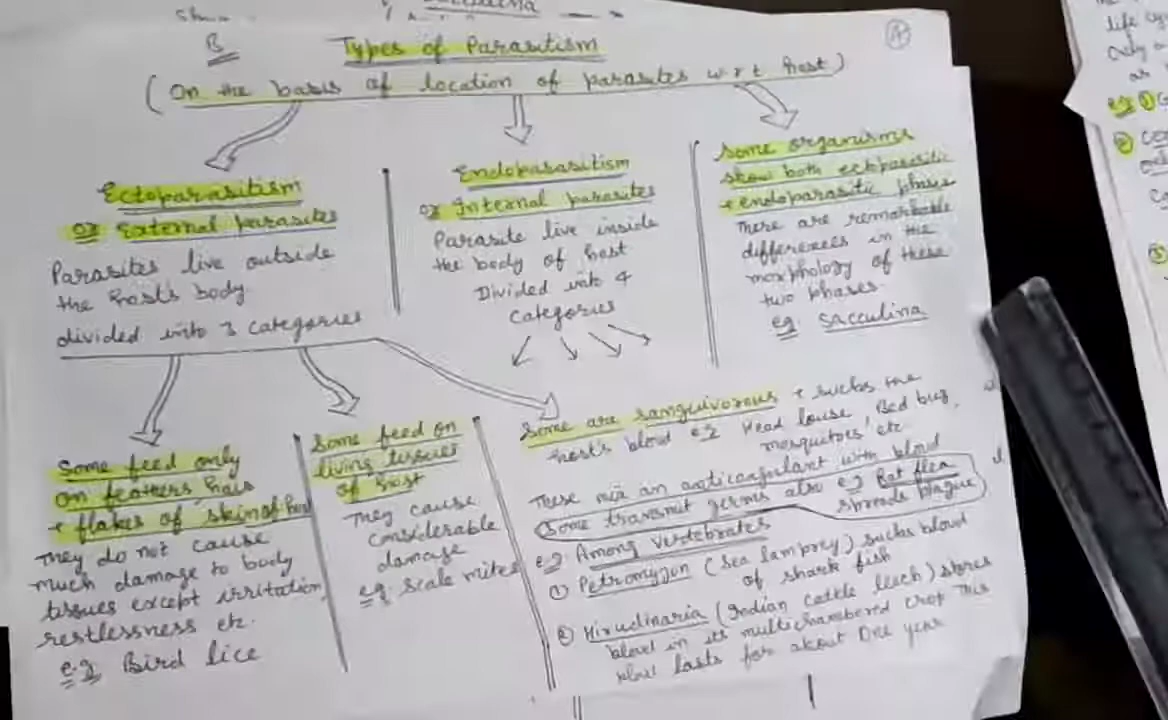 B
Types of Parasitism
(On the basis of location of parasites w.r.t host)
Ectoparasitism
or External parasites
Parasites live outside
the host's body.
divided into 3 categories
Endoparasitism
or Internal parasites
Parasite live inside
the body of host
Divided into 4
categories
Some organisms
show both ectoparasitic
+ endoparasitic phases
There are remarkable
differences in the
morphology of these
two phases.
eg. Sacculina
Some feed only
on feathers, hair
+ flakes of skin of host
They do not cause
much damage to body
tissues except irritation,
restlessness etc.
e.g Bird lice
Some feed on
living tissues
of host
They cause
considerable
damage
eg. Scale mites
Some are sanguivorous + sucks the
host's blood eg Head louse, Bed bug,
mosquitoes etc.
These mix an anticoagulant with blood
Some transmit germs also eg Rat flea
spreads plague
eg. Among vertebrates
① Petromyzon (Sea lamprey) sucks blood
of shark fish
② Hirudinaria (Indian cattle leech) stores
blood in its multichambered crop This
blood lasts for about One year
life
only
as
eg ①
②